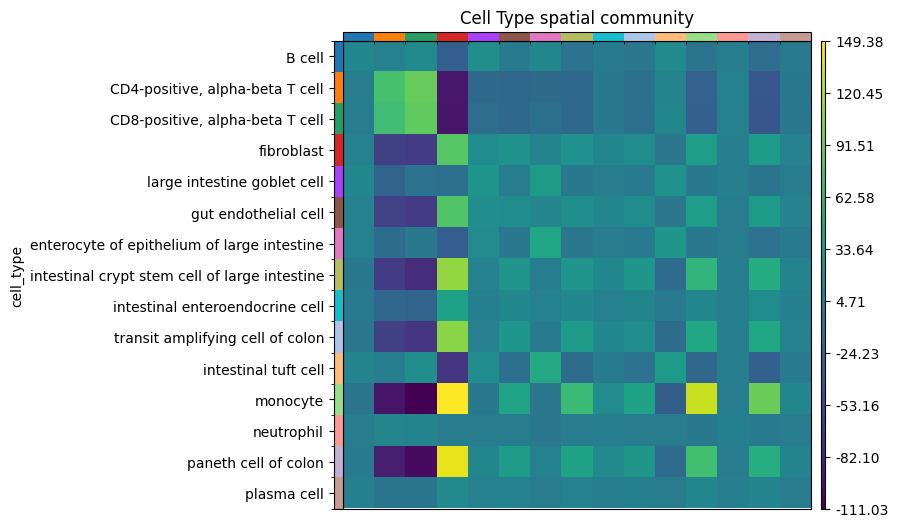 Cell Type spatial community
B cell
CD4-positive, alpha-beta T cell
CD8-positive, alpha-beta T cell
fibroblast
large intestine goblet cell
gut endothelial cell
enterocyte of epithelium of large intestine
intestinal crypt stem cell of large intestine
intestinal enteroendocrine cell
transit amplifying cell of colon
intestinal tuft cell
monocyte
neutrophil
paneth cell of colon
plasma cell
cell_type
149.38
120.45
91.51
62.58
33.64
4.71
-24.23
-53.16
-82.10
-111.03